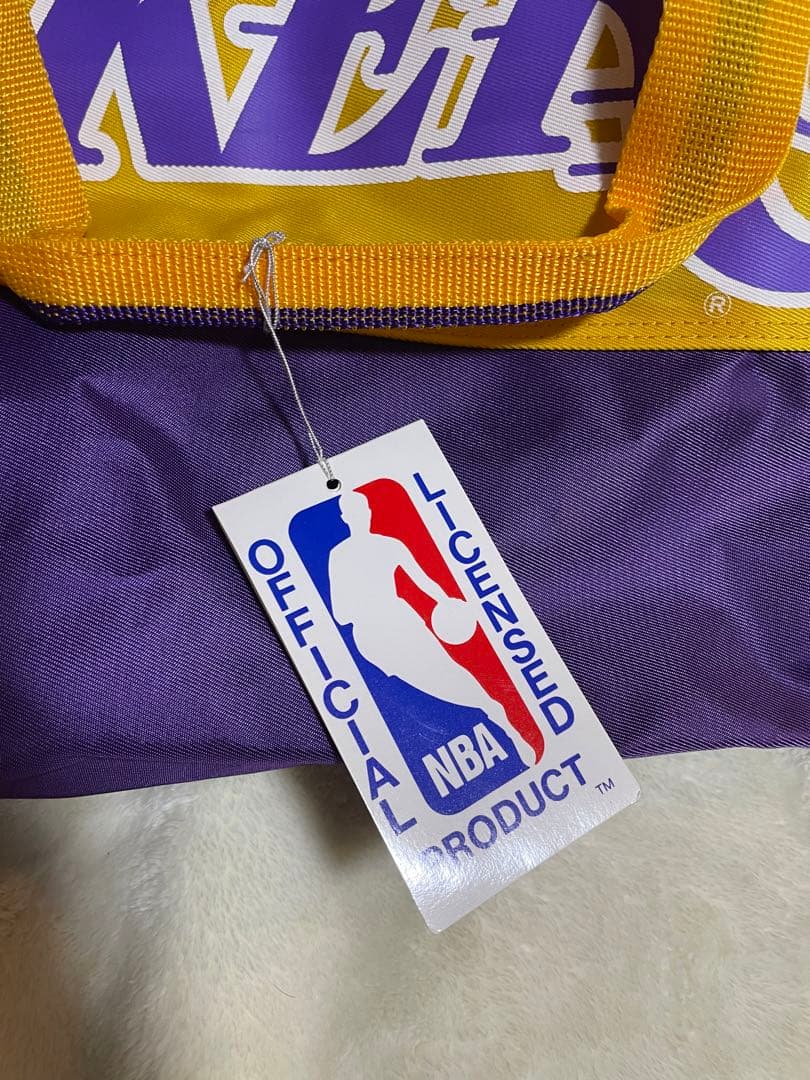 ®
OFFICIAL
LICENSED
NBA
PRODUCT ™